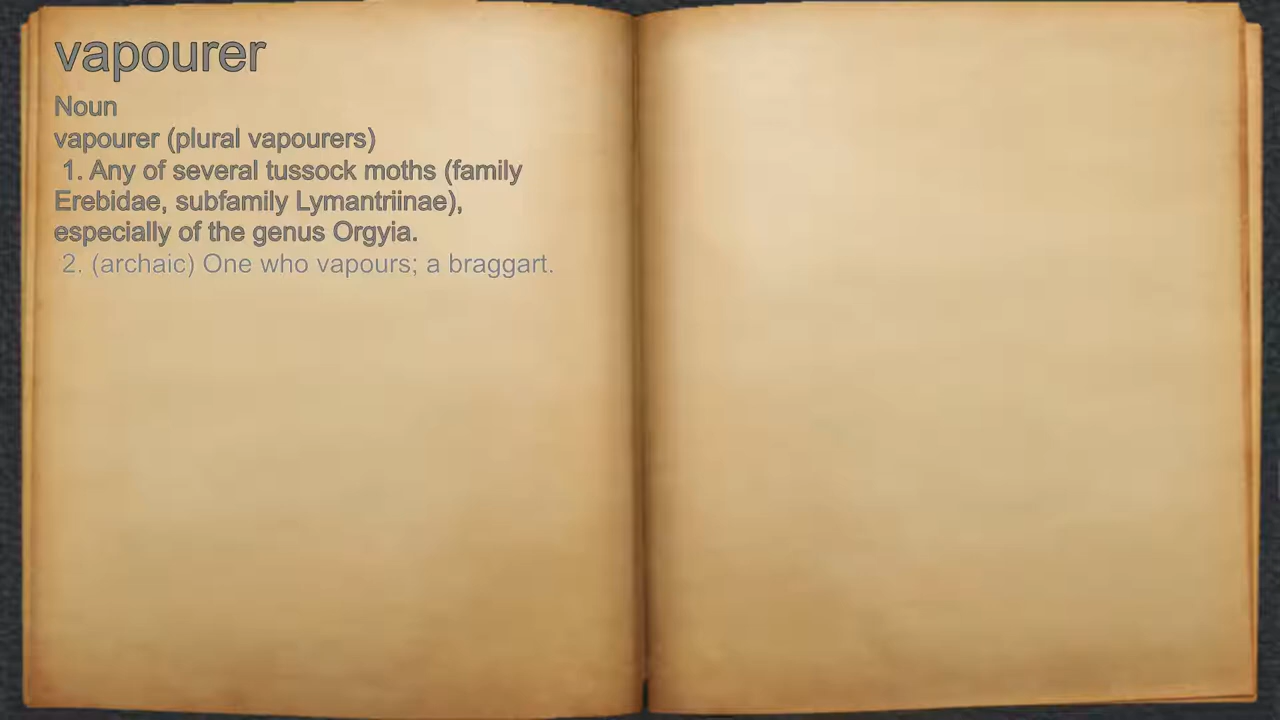 vapourer
Noun
vapourer (plural vapourers)
1. Any of several tussock moths (family
Erebidae, subfamily Lymantriinae),
especially of the genus Orgyia.
2. (archaic) One who vapours; a braggart.